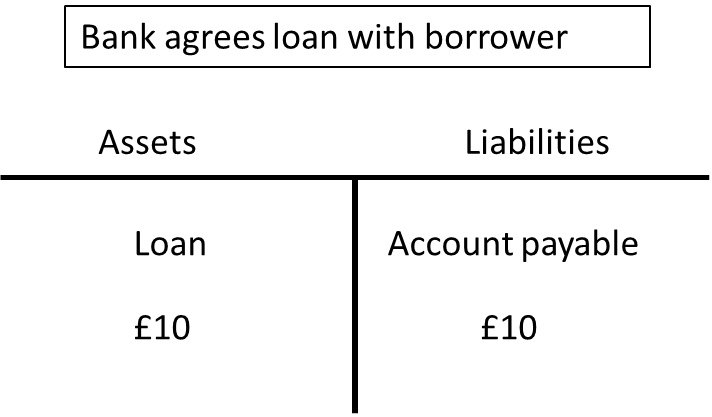 Bank agrees loan with borrower
Assets
Liabilities
Loan
Account payable
£10
£10